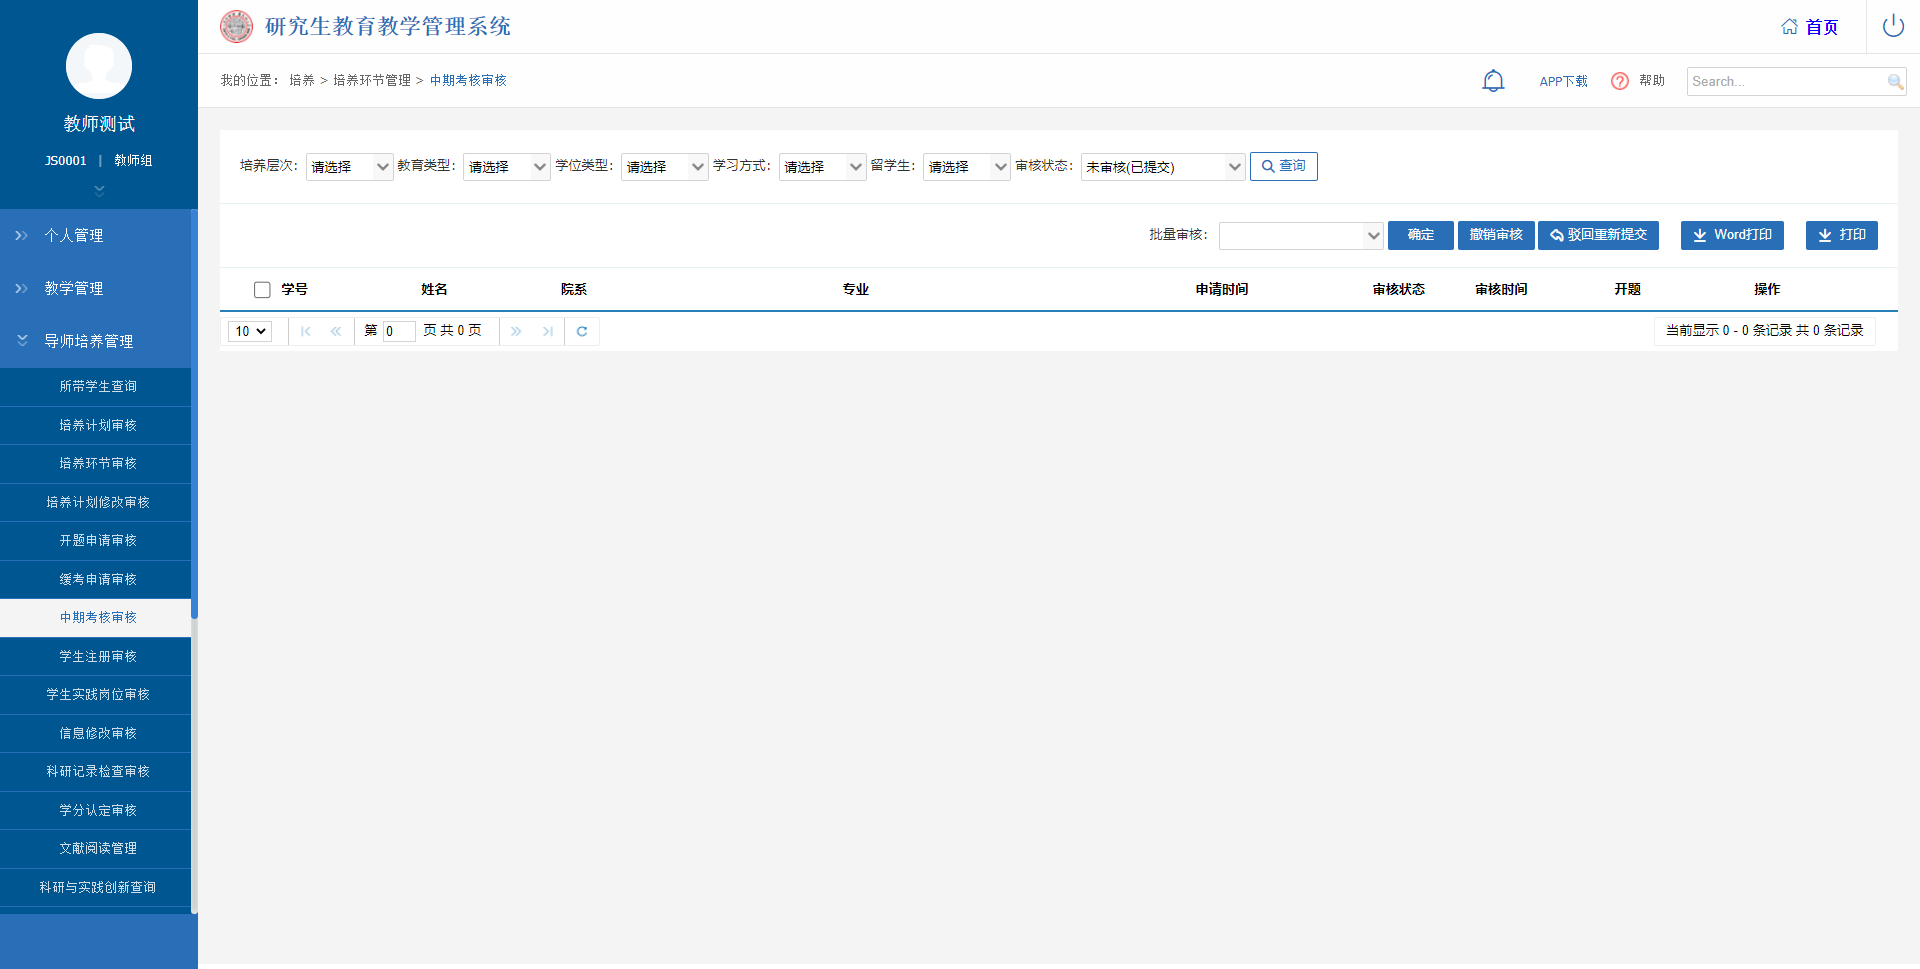 研究生教育教学管理系统
首页
我的位置： 培养 > 培养环节管理 > 中期考核审核
APP下载 帮助 Search...
教师测试
JS0001 | 教师组
个人管理
教学管理
导师培养管理
所带学生查询
培养计划审核
培养环节审核
培养计划修改审核
开题申请审核
缓考申请审核
中期考核审核
学生注册审核
学生实践岗位审核
信息修改审核
科研记录检查审核
学分认定审核
文献阅读管理
科研与实践创新查询
培养层次： 请选择 教育类型： 请选择 学位类型： 请选择 学习方式： 请选择 留学生： 请选择 审核状态： 未审核(已提交) 查询
批量审核： 确定 撤销审核 驳回重新提交 Word打印 打印
学号 姓名 院系 专业 申请时间 审核状态 审核时间 开题 操作
10 第 0 页 共 0 页 当前显示 0 - 0 条记录 共 0 条记录